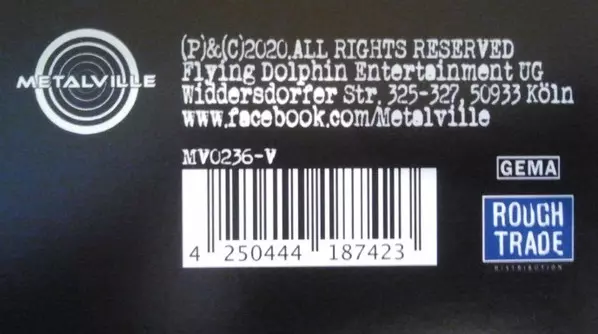 METALVILLE
(P)&(C)2020.ALL RIGHTS RESERVED
Flying Dolphin Entertainment UG
Widdersdorfer Str. 325-327, 50933 Köln
www.facebook.com/Metalville
MV0236-V
4 250444 187423
GEMA
ROUGH
TRADE
DISTRIBUTION